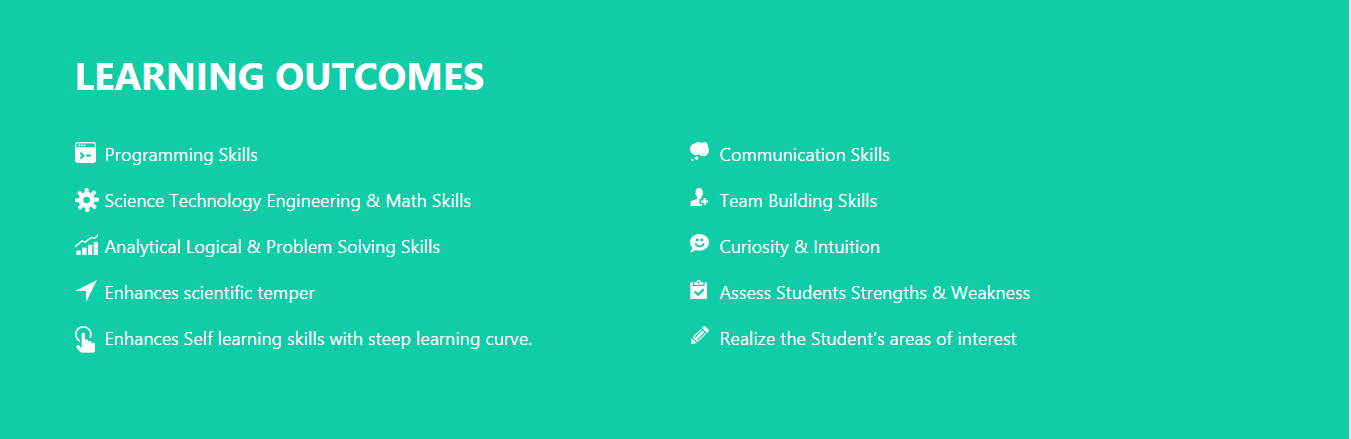 LEARNING OUTCOMES
Programming Skills
Science Technology Engineering & Math Skills
Analytical Logical & Problem Solving Skills
Enhances scientific temper
Enhances Self learning skills with steep learning curve.
Communication Skills
Team Building Skills
Curiosity & Intuition
Assess Students Strengths & Weakness
Realize the Student’s areas of interest